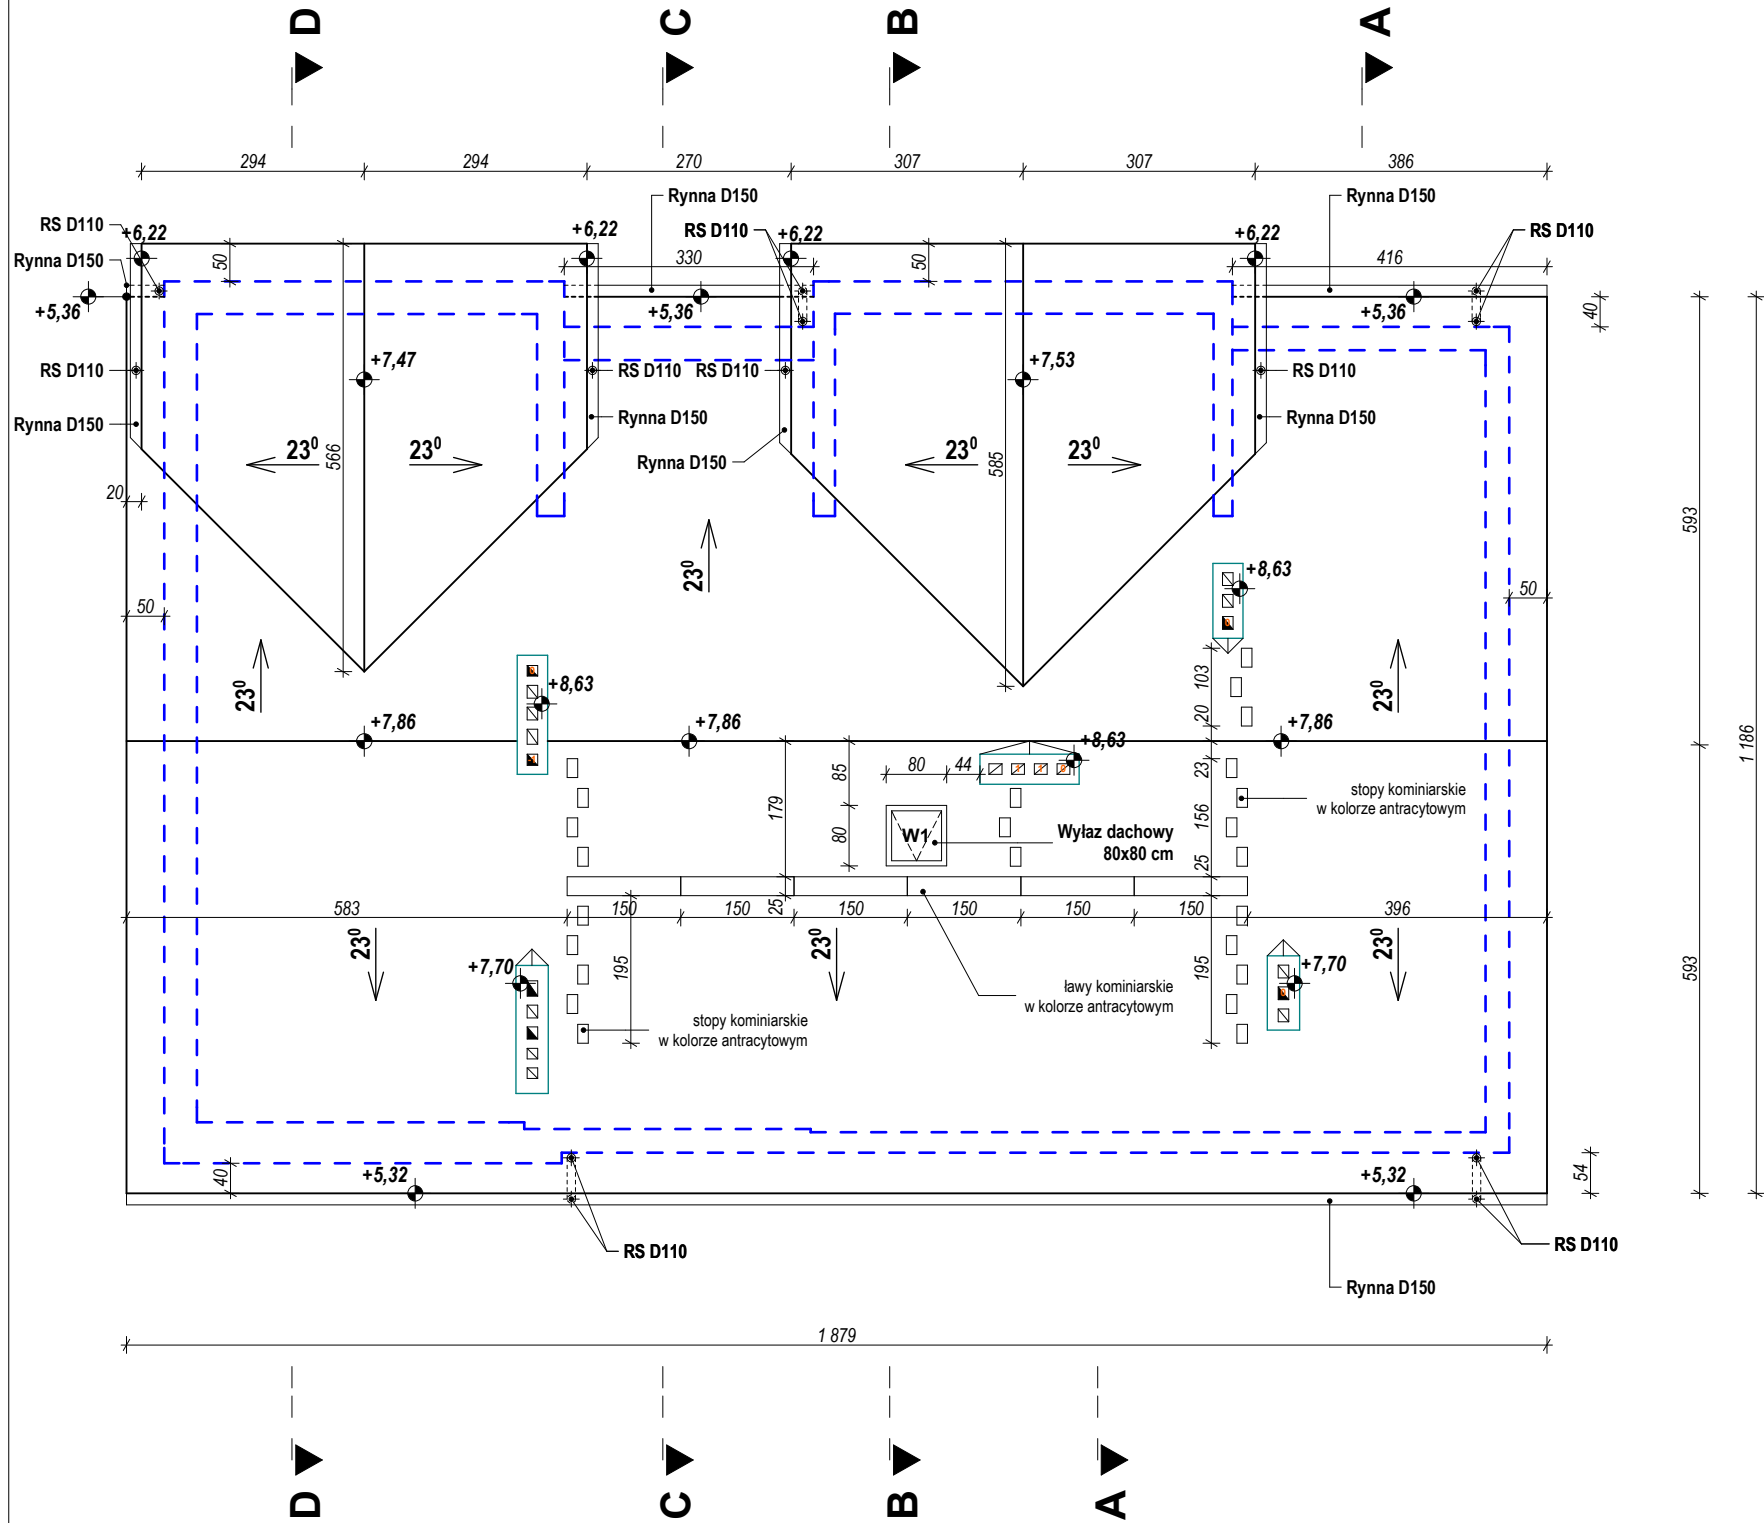 D
C
B
A
294
294
270
307
307
386
Rynna D150
Rynna D150
RS D110
+6,22
+6,22
RS D110
+6,22
+6,22
RS D110
Rynna D150
50
330
50
416
+5,36
+5,36
+5,36
40
+7,47
+7,53
RS D110
RS D110
RS D110
RS D110
Rynna D150
Rynna D150
Rynna D150
Rynna D150
23⁰
566
23⁰
23⁰
585
23⁰
20
593
23⁰
+8,63
50
50
23⁰
+8,63
103
23⁰
20
+7,86
+7,86
+8,63
+7,86
1 186
85
80
44
23
179
stopy kominiarskie
w kolorze antracytowym
156
80
W1
Wyłaz dachowy
80x80 cm
25
583
150
150
25
150
150
150
150
396
23⁰
23⁰
23⁰
+7,70
195
195
+7,70
593
ławy kominiarskie
w kolorze antracytowym
stopy kominiarskie
w kolorze antracytowym
40
+5,32
+5,32
54
RS D110
RS D110
Rynna D150
1 879
D
C
B
A